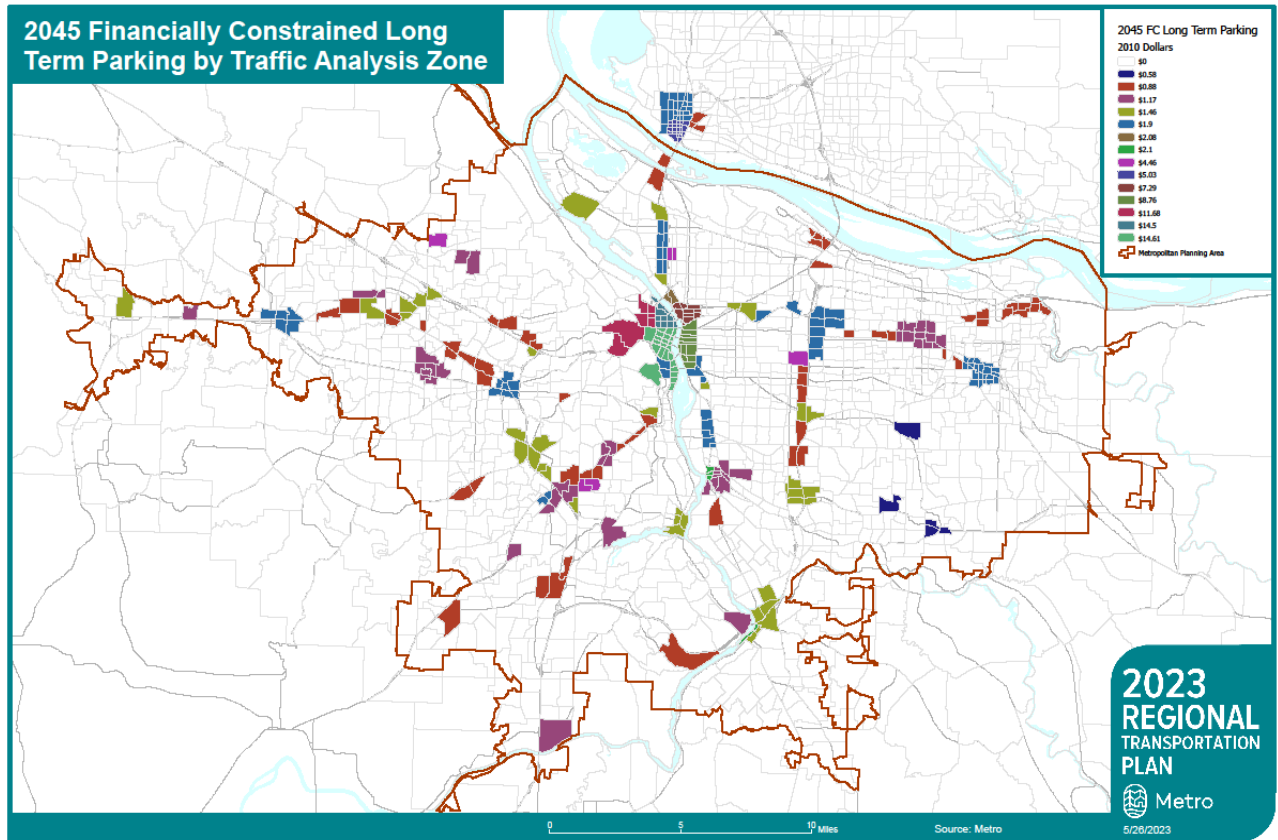 2045 Financially Constrained Long
Term Parking by Traffic Analysis Zone
2045 FC Long Term Parking
2010 Dollars
$0
$0.58
$0.88
$1.17
$1.46
$1.9
$2.08
$2.1
$4.46
$5.03
$7.29
$8.76
$11.68
$14.5
$14.61
Metropolitan Planning Area
2023
REGIONAL
TRANSPORTATION
PLAN
Metro
0 5 10 Miles
Source: Metro
5/26/2023